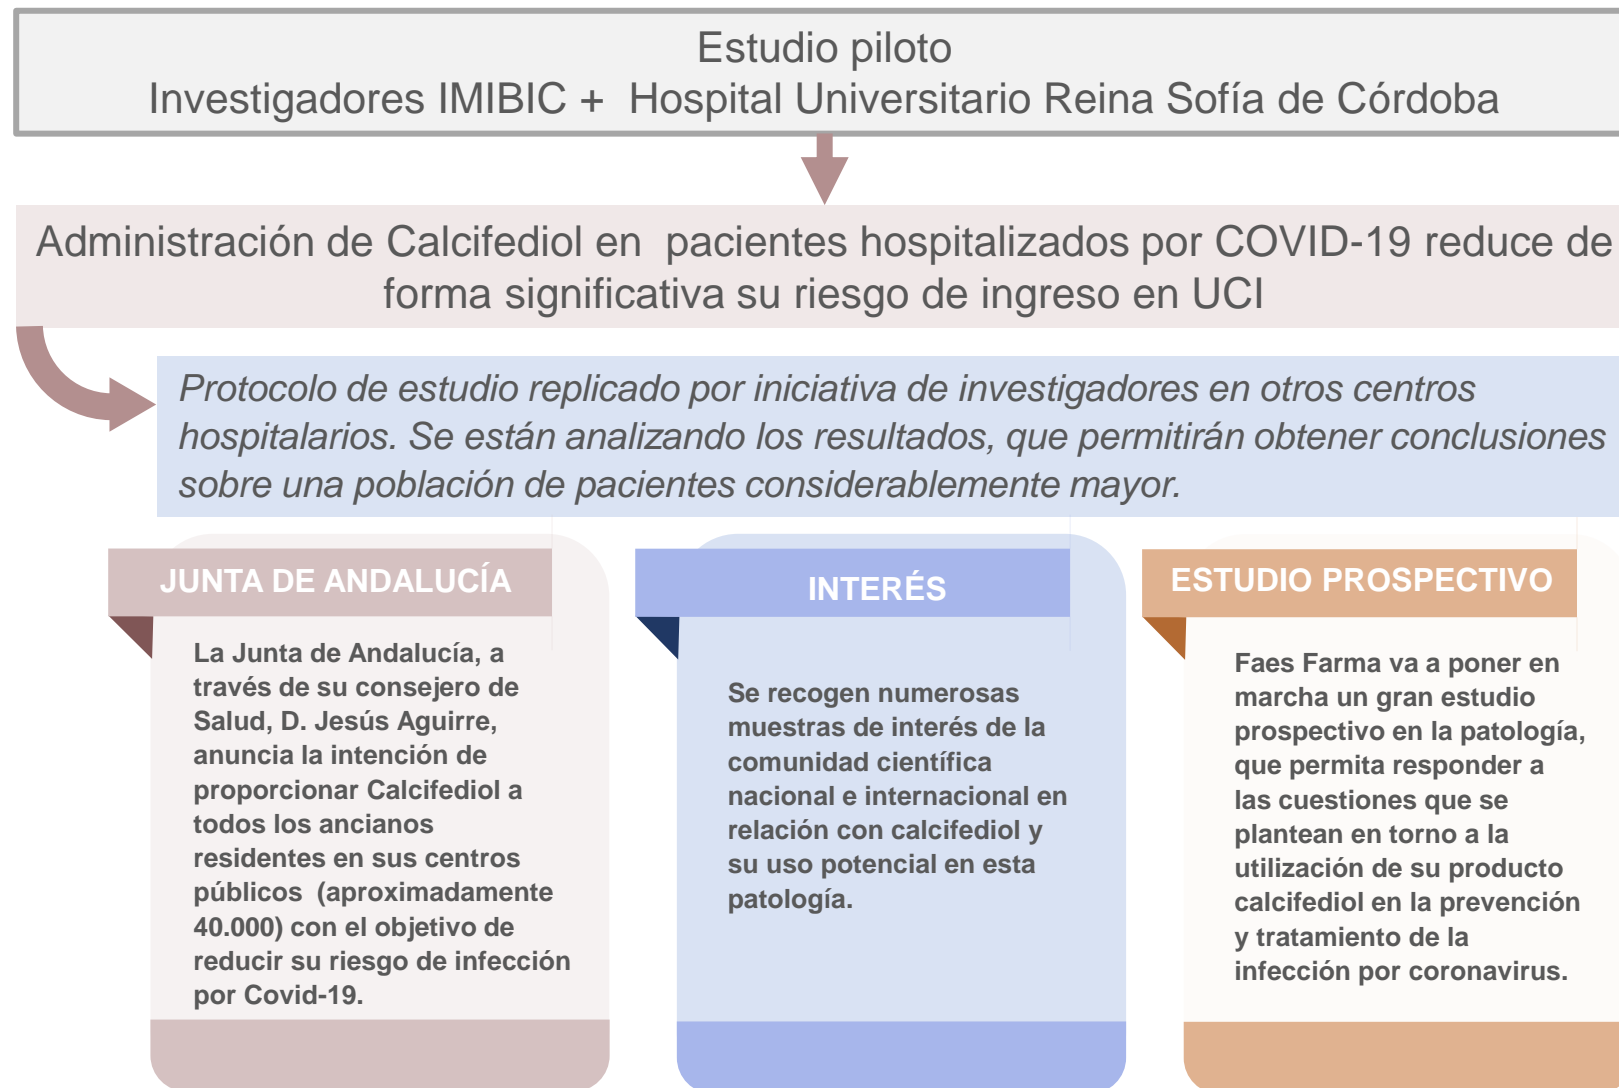 Estudio piloto
Investigadores IMIBIC + Hospital Universitario Reina Sofía de Córdoba
Administración de Calcifediol en pacientes hospitalizados por COVID-19 reduce de
forma significativa su riesgo de ingreso en UCI
Protocolo de estudio replicado por iniciativa de investigadores en otros centros
hospitalarios. Se están analizando los resultados, que permitirán obtener conclusiones
sobre una población de pacientes considerablemente mayor.
JUNTA DE ANDALUCÍA
La Junta de Andalucía, a
través de su consejero de
Salud, D. Jesús Aguirre,
anuncia la intención de
proporcionar Calcifediol a
todos los ancianos
residentes en sus centros
públicos (aproximadamente
40.000) con el objetivo de
reducir su riesgo de infección
por Covid-19.
INTERÉS
Se recogen numerosas
muestras de interés de la
comunidad científica
nacional e internacional en
relación con calcifediol y
su uso potencial en esta
patología.
ESTUDIO PROSPECTIVO
Faes Farma va a poner en
marcha un gran estudio
prospectivo en la patología,
que permita responder a
las cuestiones que se
plantean en torno a la
utilización de su producto
calcifediol en la prevención
y tratamiento de la
infección por coronavirus.